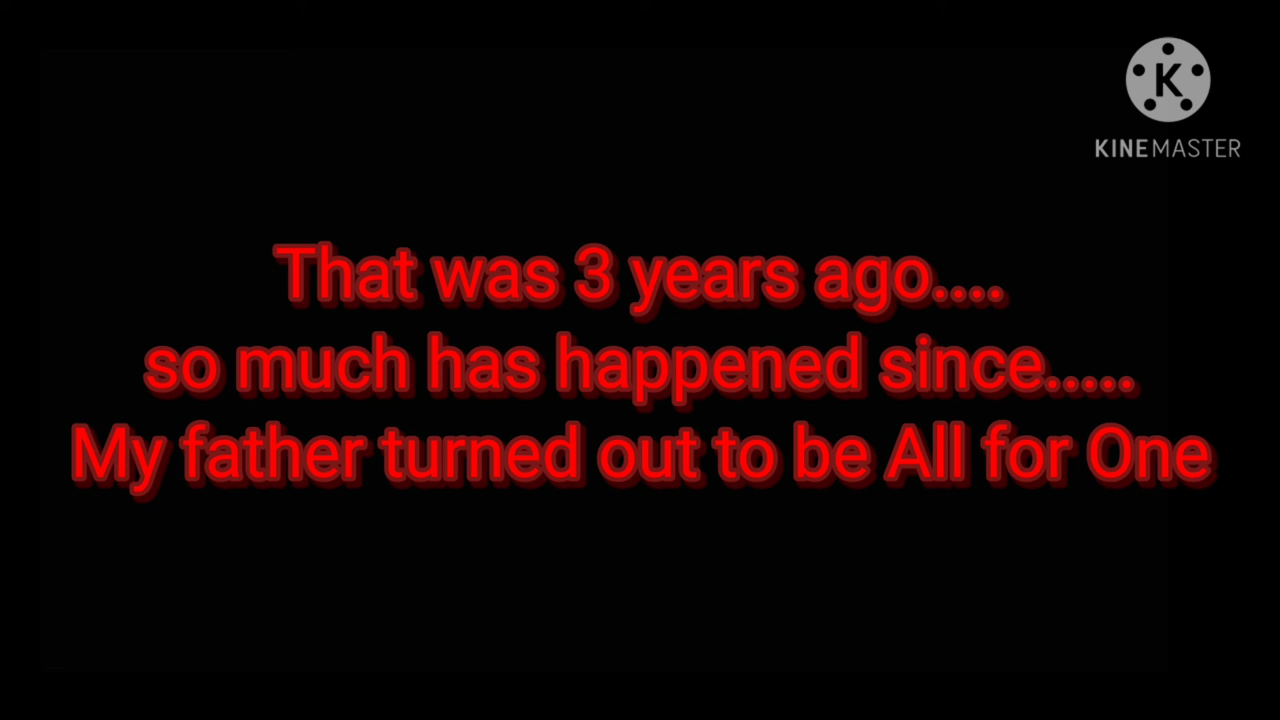 K
KINEMASTER
That was 3 years ago....
so much has happened since.....
My father turned out to be All for One